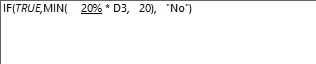 IF(TRUE,MIN( 20% * D3, 20), "No")